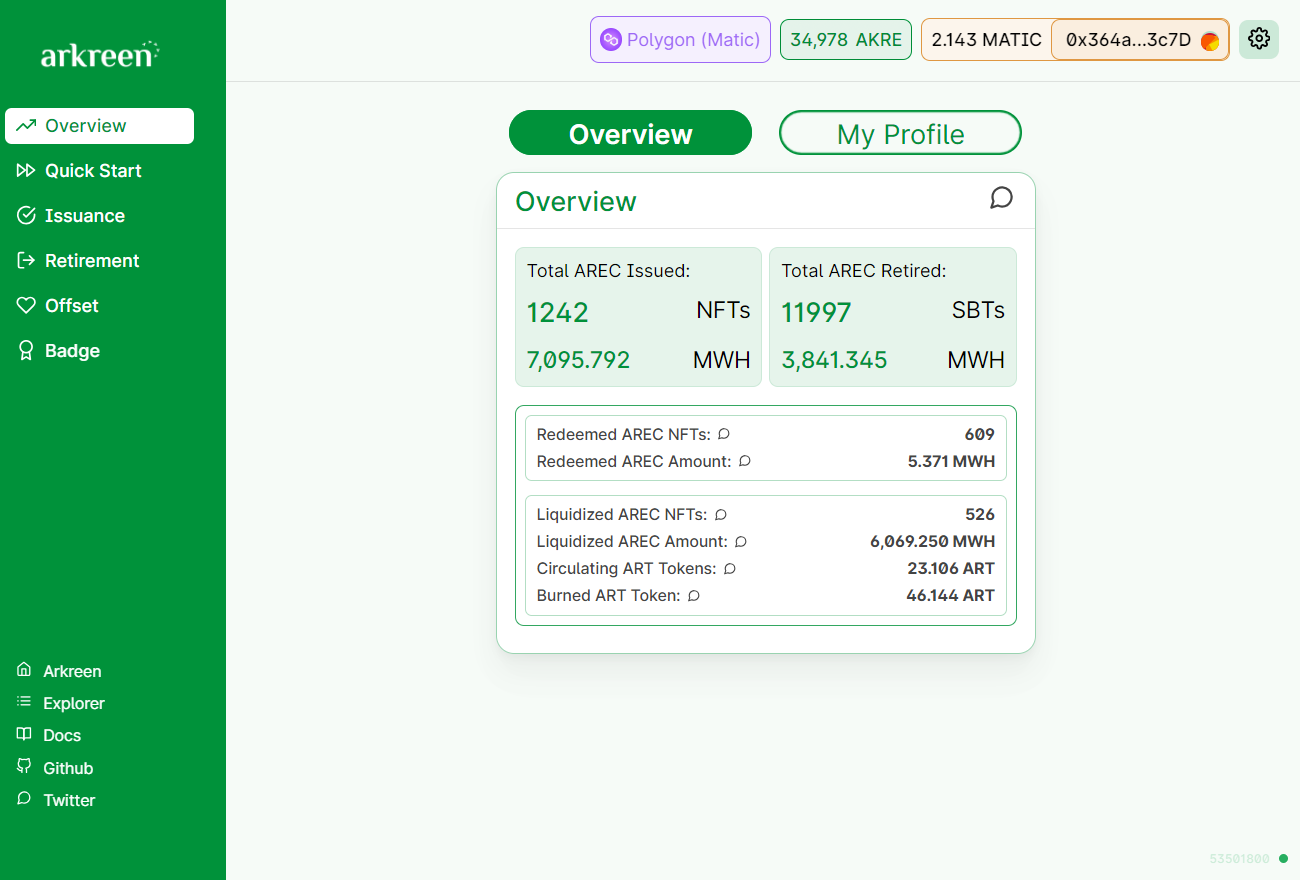 arkreen
Overview
Quick Start
Issuance
Retirement
Offset
Badge
Arkreen
Explorer
Docs
Github
Twitter
Polygon (Matic)
34,978 AKRE
2.143 MATIC
0x364a...3c7D
Overview
My Profile
Overview
Total AREC Issued:
1242 NFTs
7,095.792 MWH
Total AREC Retired:
11997 SBTs
3,841.345 MWH
Redeemed AREC NFTs: 609
Redeemed AREC Amount: 5.371 MWH
Liquidized AREC NFTs: 526
Liquidized AREC Amount: 6,069.250 MWH
Circulating ART Tokens: 23.106 ART
Burned ART Token: 46.144 ART
53501800